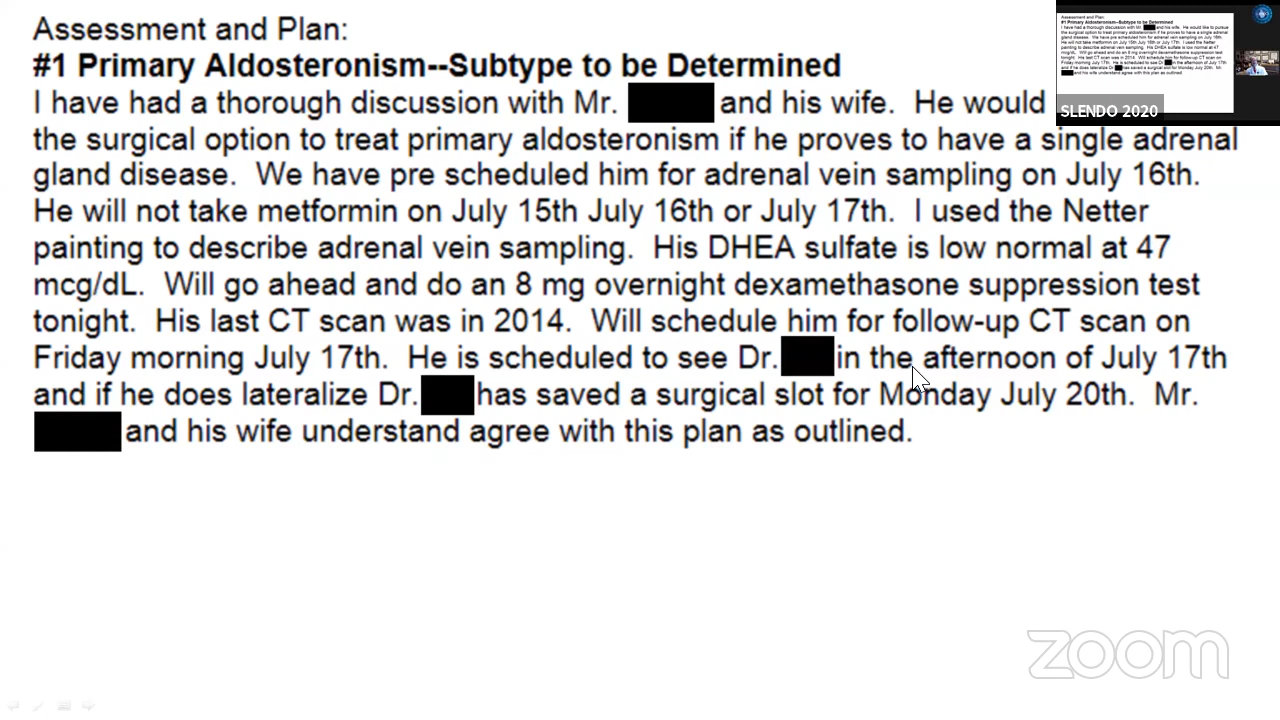 Assessment and Plan:
#1 Primary Aldosteronism--Subtype to be Determined
I have had a thorough discussion with Mr. and his wife. He would
the surgical option to treat primary aldosteronism if he proves to have a single adrenal
gland disease. We have pre scheduled him for adrenal vein sampling on July 16th.
He will not take metformin on July 15th July 16th or July 17th. I used the Netter
painting to describe adrenal vein sampling. His DHEA sulfate is low normal at 47
mcg/dL. Will go ahead and do an 8 mg overnight dexamethasone suppression test
tonight. His last CT scan was in 2014. Will schedule him for follow-up CT scan on
Friday morning July 17th. He is scheduled to see Dr. in the afternoon of July 17th
and if he does lateralize Dr. has saved a surgical slot for Monday July 20th. Mr.
and his wife understand agree with this plan as outlined.
SLENDO 2020
zoom